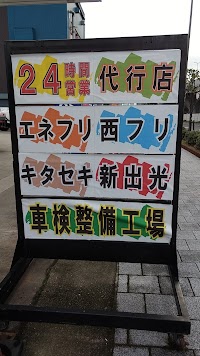 24時間営業 代行店
エネフリ 西フリ
キタセキ 新出光
車検整備工場